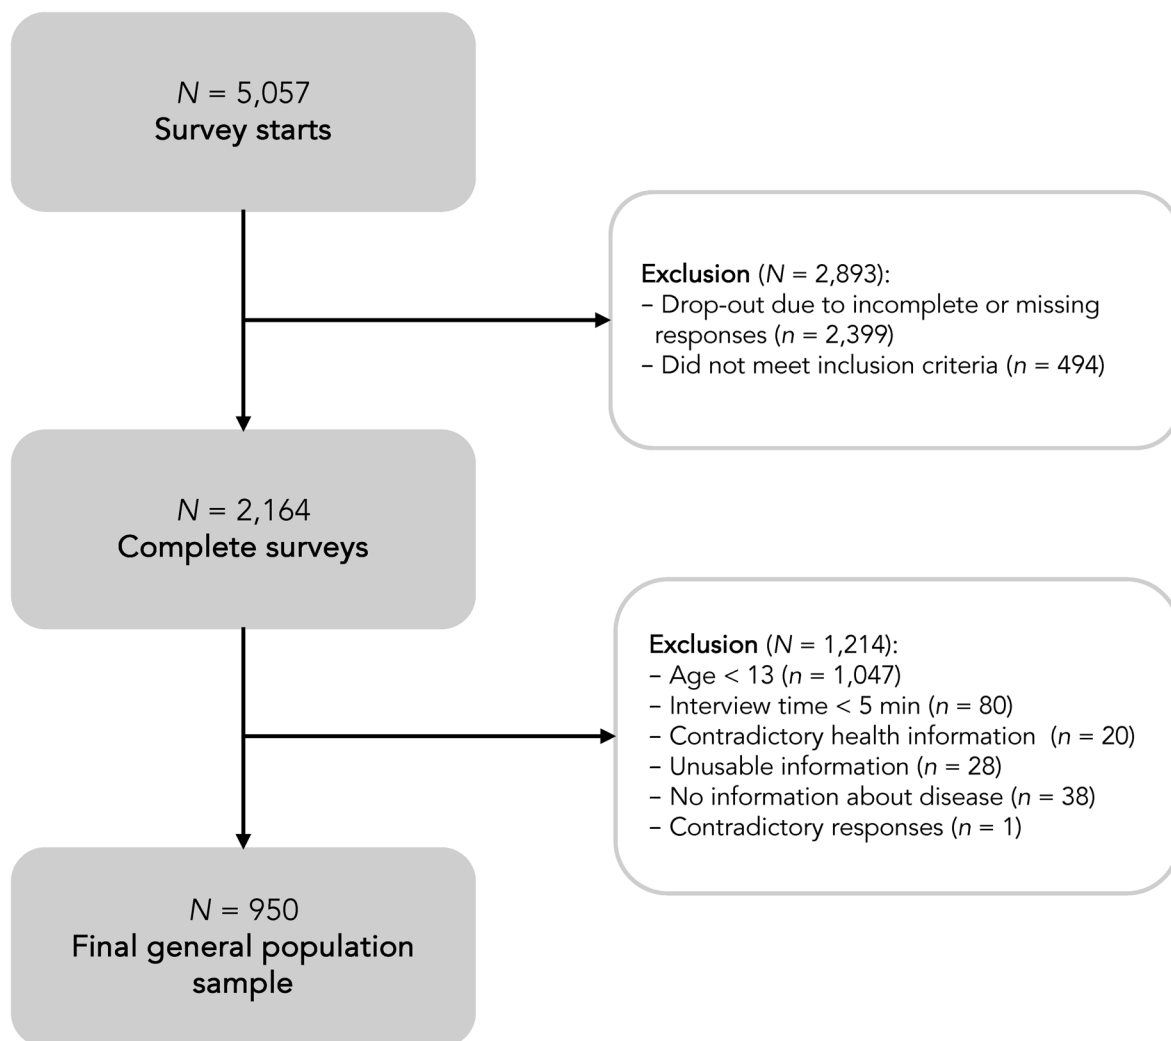 N = 5,057
Survey starts
Exclusion (N = 2,893):
– Drop-out due to incomplete or missing
responses (n = 2,399)
– Did not meet inclusion criteria (n = 494)
N = 2,164
Complete surveys
Exclusion (N = 1,214):
– Age < 13 (n = 1,047)
– Interview time < 5 min (n = 80)
– Contradictory health information  (n = 20)
– Unusable information (n = 28)
– No information about disease (n = 38)
– Contradictory responses (n = 1)
N = 950
Final general population
sample